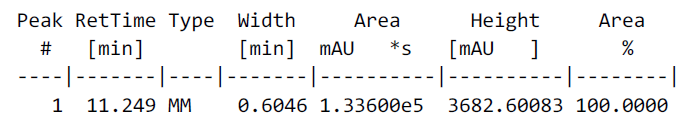 Peak RetTime Type  Width     Area      Height     Area
  #   [min]        [min]  mAU   *s   [mAU   ]      %
----|-------|----|-------|----------|----------|--------|
   1  11.249 MM    0.6046 1.33600e5  3682.60083 100.0000